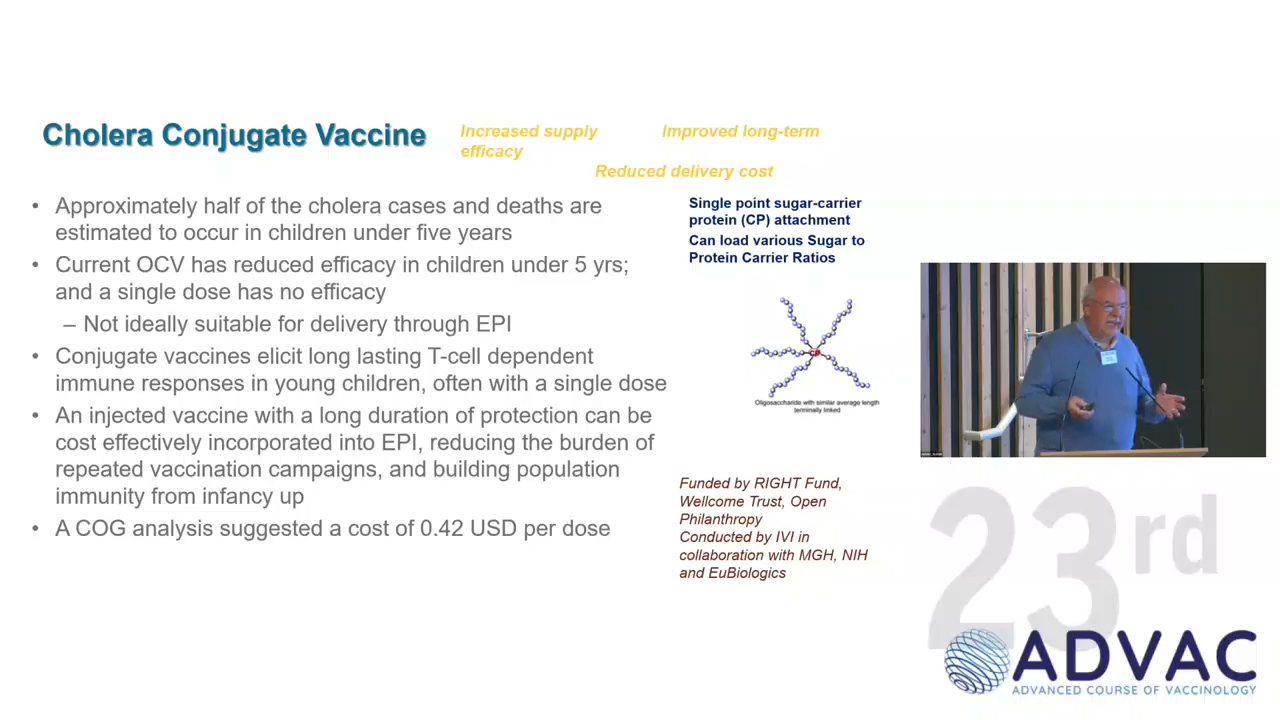 Cholera Conjugate Vaccine
Increased supply Improved long-term
efficacy
Reduced delivery cost
• Approximately half of the cholera cases and deaths are
estimated to occur in children under five years
• Current OCV has reduced efficacy in children under 5 yrs;
and a single dose has no efficacy
– Not ideally suitable for delivery through EPI
• Conjugate vaccines elicit long lasting T-cell dependent
immune responses in young children, often with a single dose
• An injected vaccine with a long duration of protection can be
cost effectively incorporated into EPI, reducing the burden of
repeated vaccination campaigns, and building population
immunity from infancy up
• A COG analysis suggested a cost of 0.42 USD per dose
Single point sugar-carrier
protein (CP) attachment
Can load various Sugar to
Protein Carrier Ratios
CP
Oligosaccharide with similar average length
terminally linked
Funded by RIGHT Fund,
Wellcome Trust, Open
Philanthropy
Conducted by IVI in
collaboration with MGH, NIH
and EuBiologics
23rd
ADVAC
ADVANCED COURSE OF VACCINOLOGY